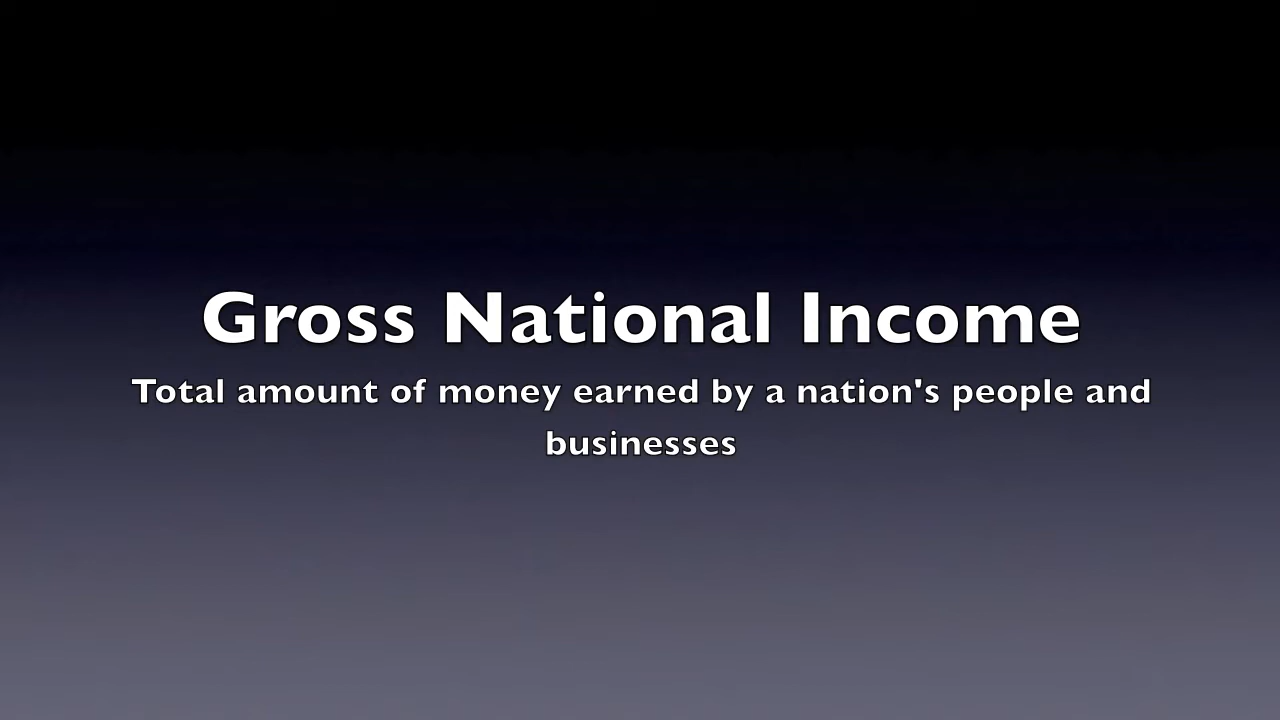 Gross National Income
Total amount of money earned by a nation's people and
businesses